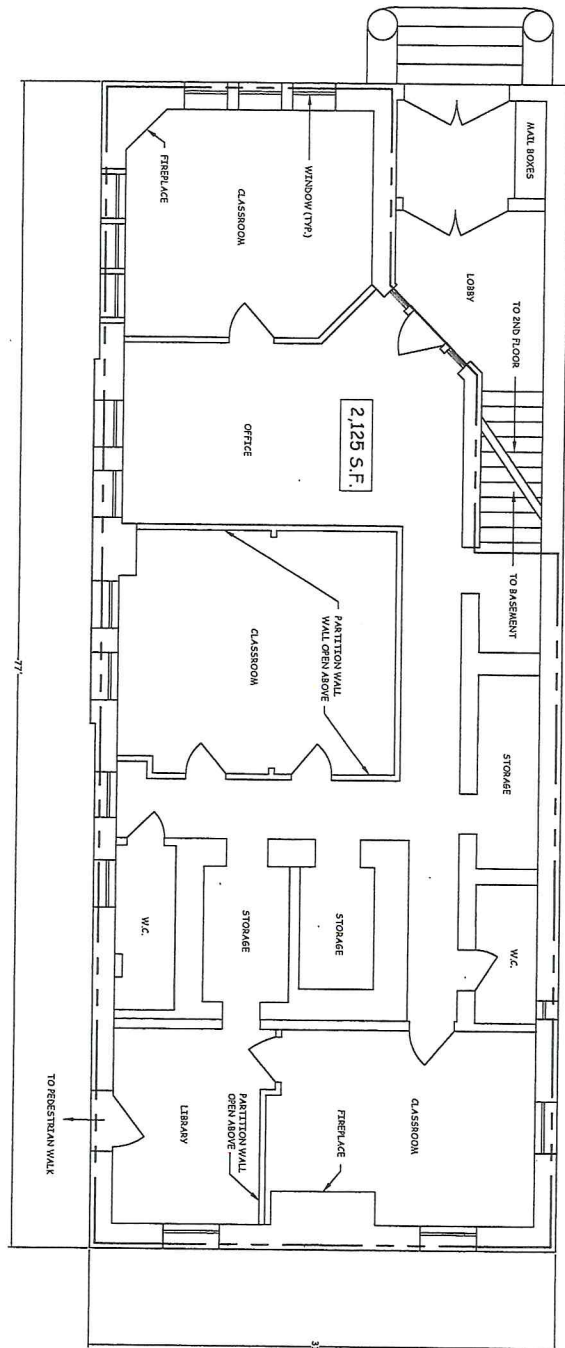 MAIL BOXES
LOBBY
TO 2ND FLOOR
TO BASEMENT
STORAGE
W.C.
WINDOW (TYP.)
CLASSROOM
FIREPLACE
2,125 S.F.
OFFICE
PARTITION WALL
WALL OPEN ABOVE
CLASSROOM
STORAGE
STORAGE
W.C.
CLASSROOM
FIREPLACE
PARTITION WALL
OPEN ABOVE
LIBRARY
TO PEDESTRIAN WALK
77'